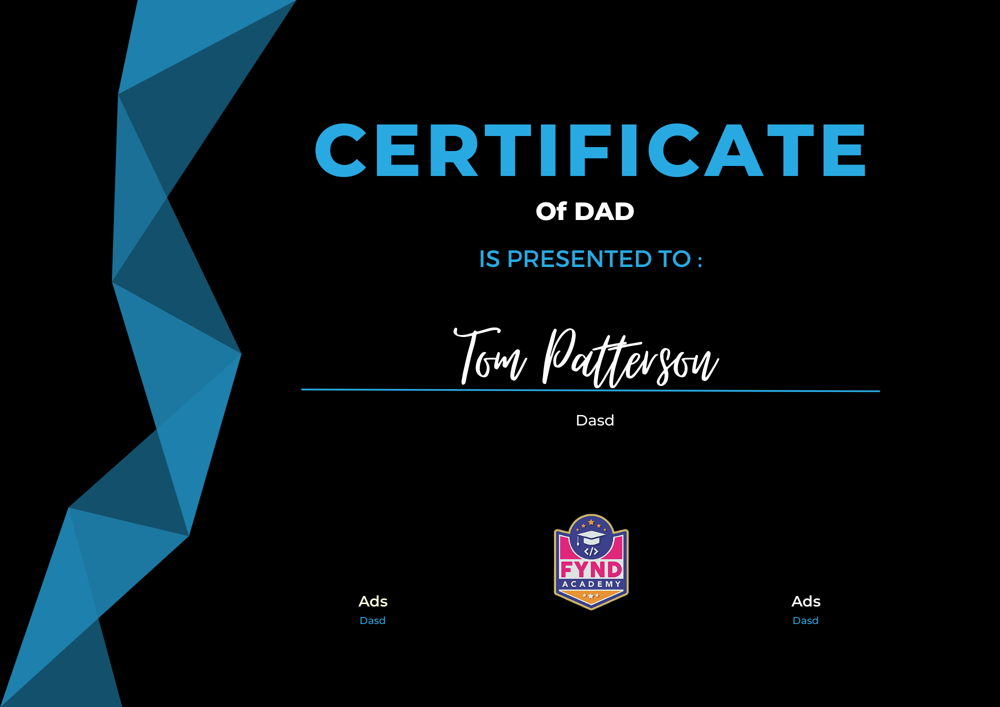 CERTIFICATE
Of DAD
IS PRESENTED TO :
Tom Patterson
Dasd
</>
FYND
ACADEMY
Ads
Dasd
Ads
Dasd